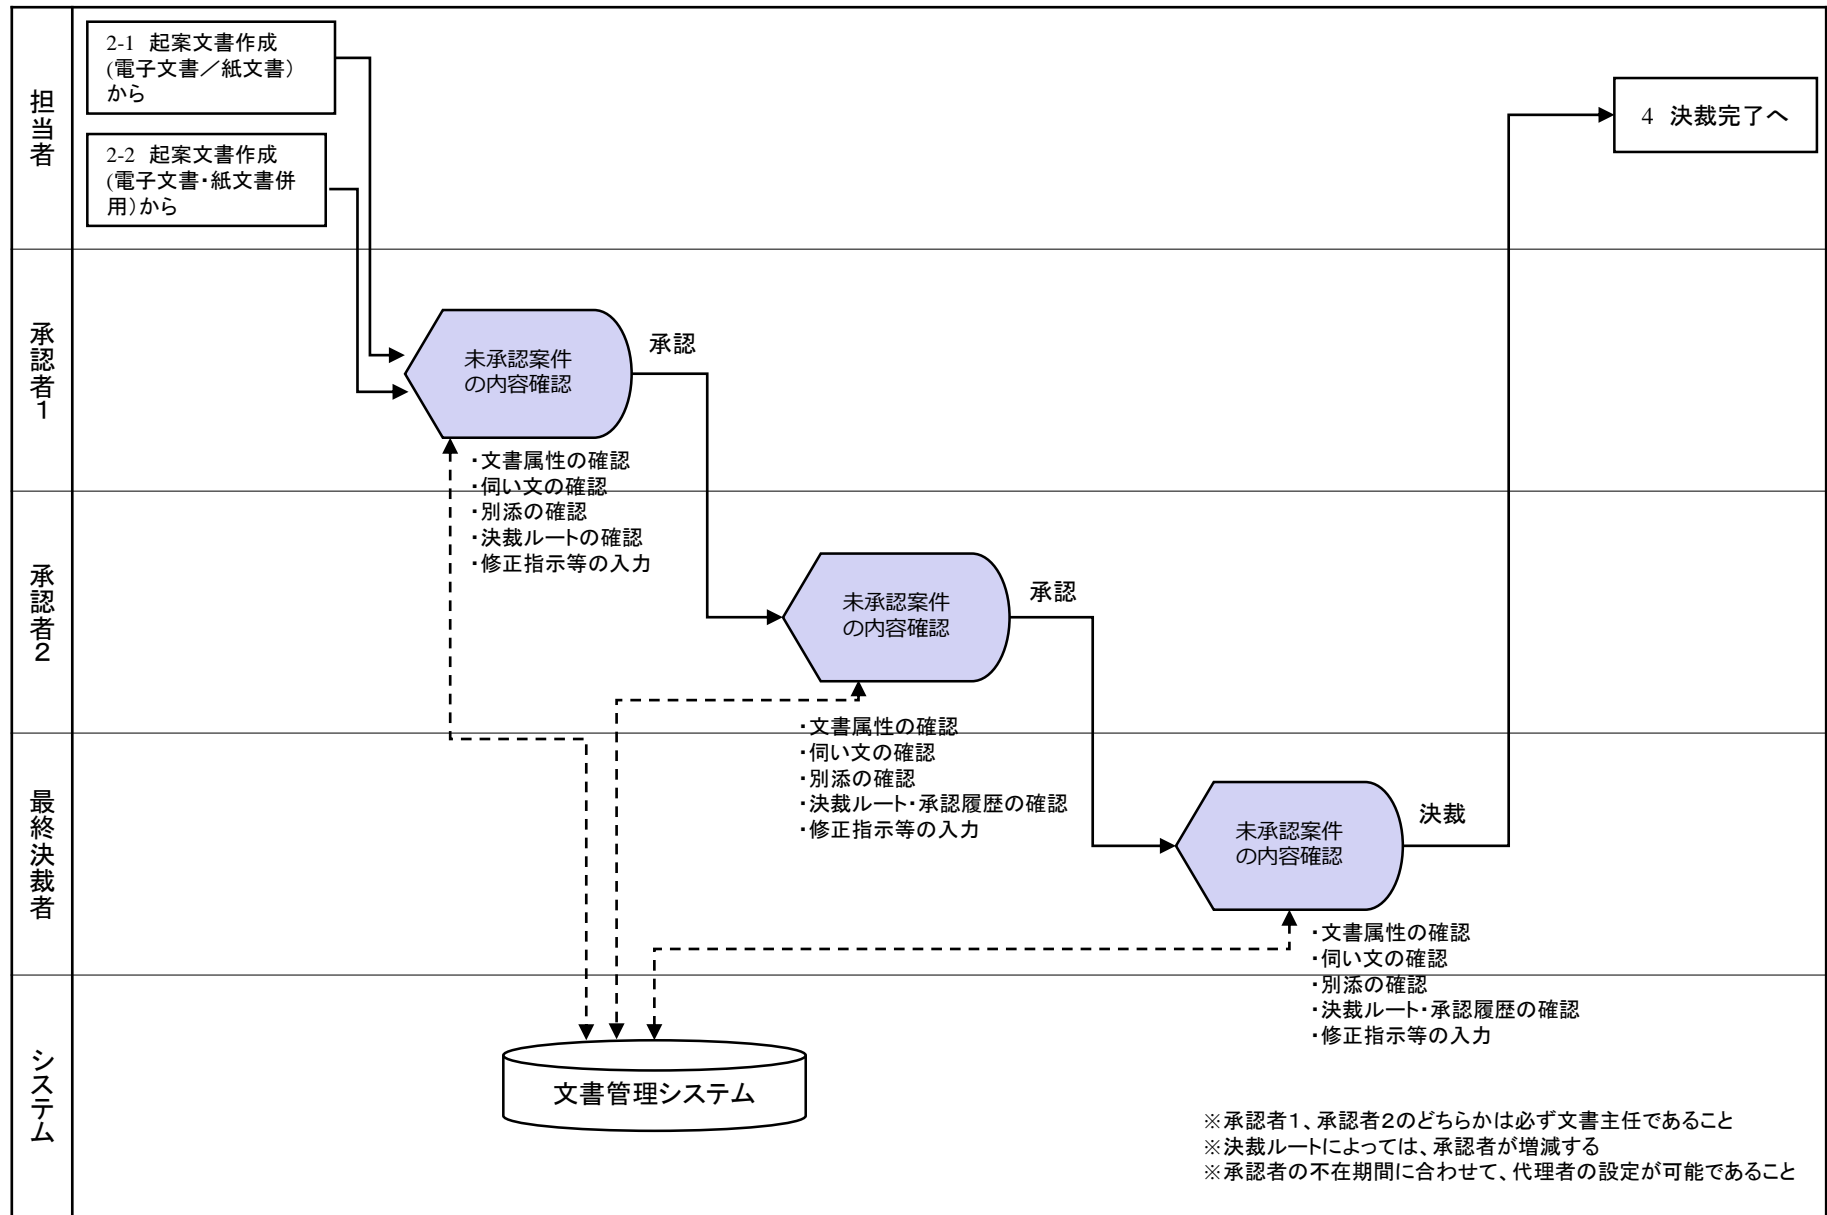 担当者
2-1 起案文書作成
(電子文書／紙文書)
から
2-2 起案文書作成
(電子文書・紙文書併
用)から
4 決裁完了へ
承認者１
未承認案件
の内容確認
承認
・文書属性の確認
・伺い文の確認
・別添の確認
・決裁ルートの確認
・修正指示等の入力
承認者２
未承認案件
の内容確認
承認
・文書属性の確認
・伺い文の確認
・別添の確認
・決裁ルート・承認履歴の確認
・修正指示等の入力
最終決裁者
未承認案件
の内容確認
決裁
・文書属性の確認
・伺い文の確認
・別添の確認
・決裁ルート・承認履歴の確認
・修正指示等の入力
システム
文書管理システム
※承認者１、承認者２のどちらかは必ず文書主任であること
※決裁ルートによっては、承認者が増減する
※承認者の不在期間に合わせて、代理者の設定が可能であること